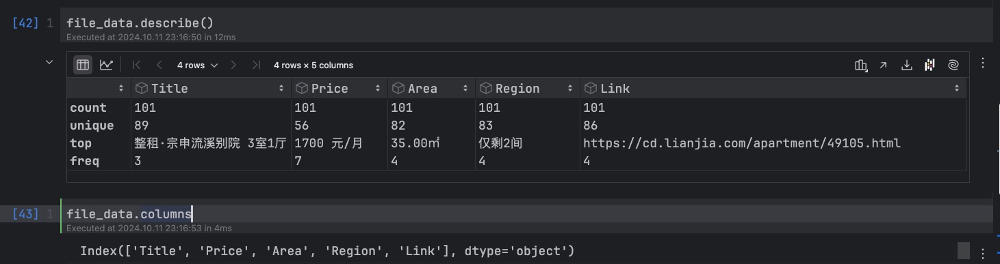 [42] 1 file_data.describe()
Executed at 2024.10.11 23:16:50 in 12ms
4 rows 4 rows × 5 columns
Title Price Area Region Link
count 101 101 101 101 101
unique 89 56 82 83 86
top 整租·宗申流溪别院 3室1厅 1700 元/月 35.00㎡ 仅剩2间 https://cd.lianjia.com/apartment/49105.html
freq 3 7 4 4 4
[43] 1 file_data.columns
Executed at 2024.10.11 23:16:53 in 4ms
Index(['Title', 'Price', 'Area', 'Region', 'Link'], dtype='object')